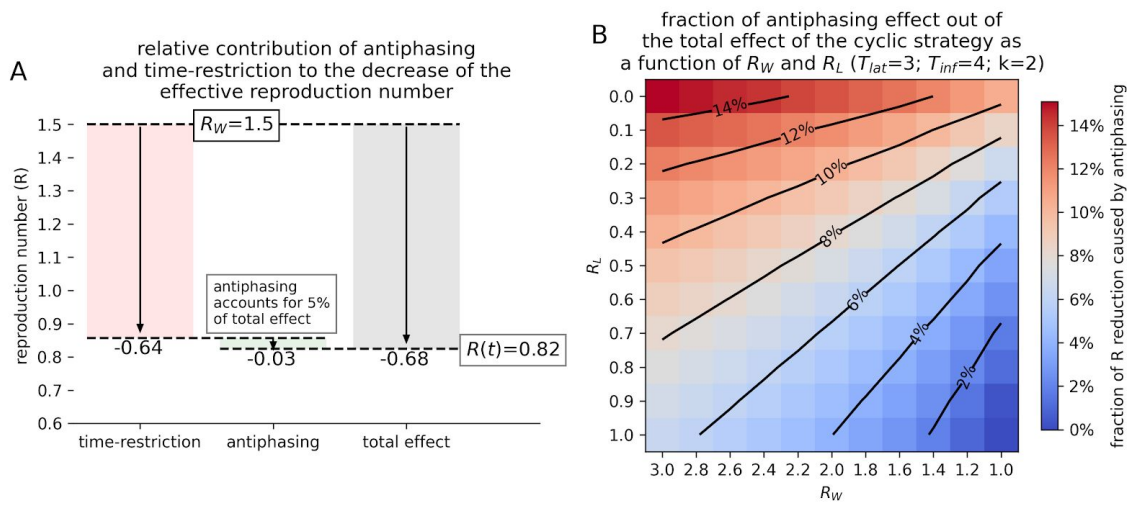 A
relative contribution of antiphasing
and time-restriction to the decrease of the
effective reproduction number
reproduction number (R)
1.5
1.4
1.3
1.2
1.1
1.0
0.9
0.8
0.7
0.6
R_W=1.5
antiphasing
accounts for 5%
of total effect
-0.64
-0.03
-0.68
R(t)=0.82
time-restriction
antiphasing
total effect
B
fraction of antiphasing effect out of
the total effect of the cyclic strategy as
a function of R_W and R_L (T_lat=3; T_inf=4; k=2)
R_L
0.0
0.1
0.2
0.3
0.4
0.5
0.6
0.7
0.8
0.9
1.0
14%
12%
10%
8%
6%
4%
2%
3.0 2.8 2.6 2.4 2.2 2.0 1.8 1.6 1.4 1.2 1.0
R_W
14%
12%
10%
8%
6%
4%
2%
0%
fraction of R reduction caused by antiphasing